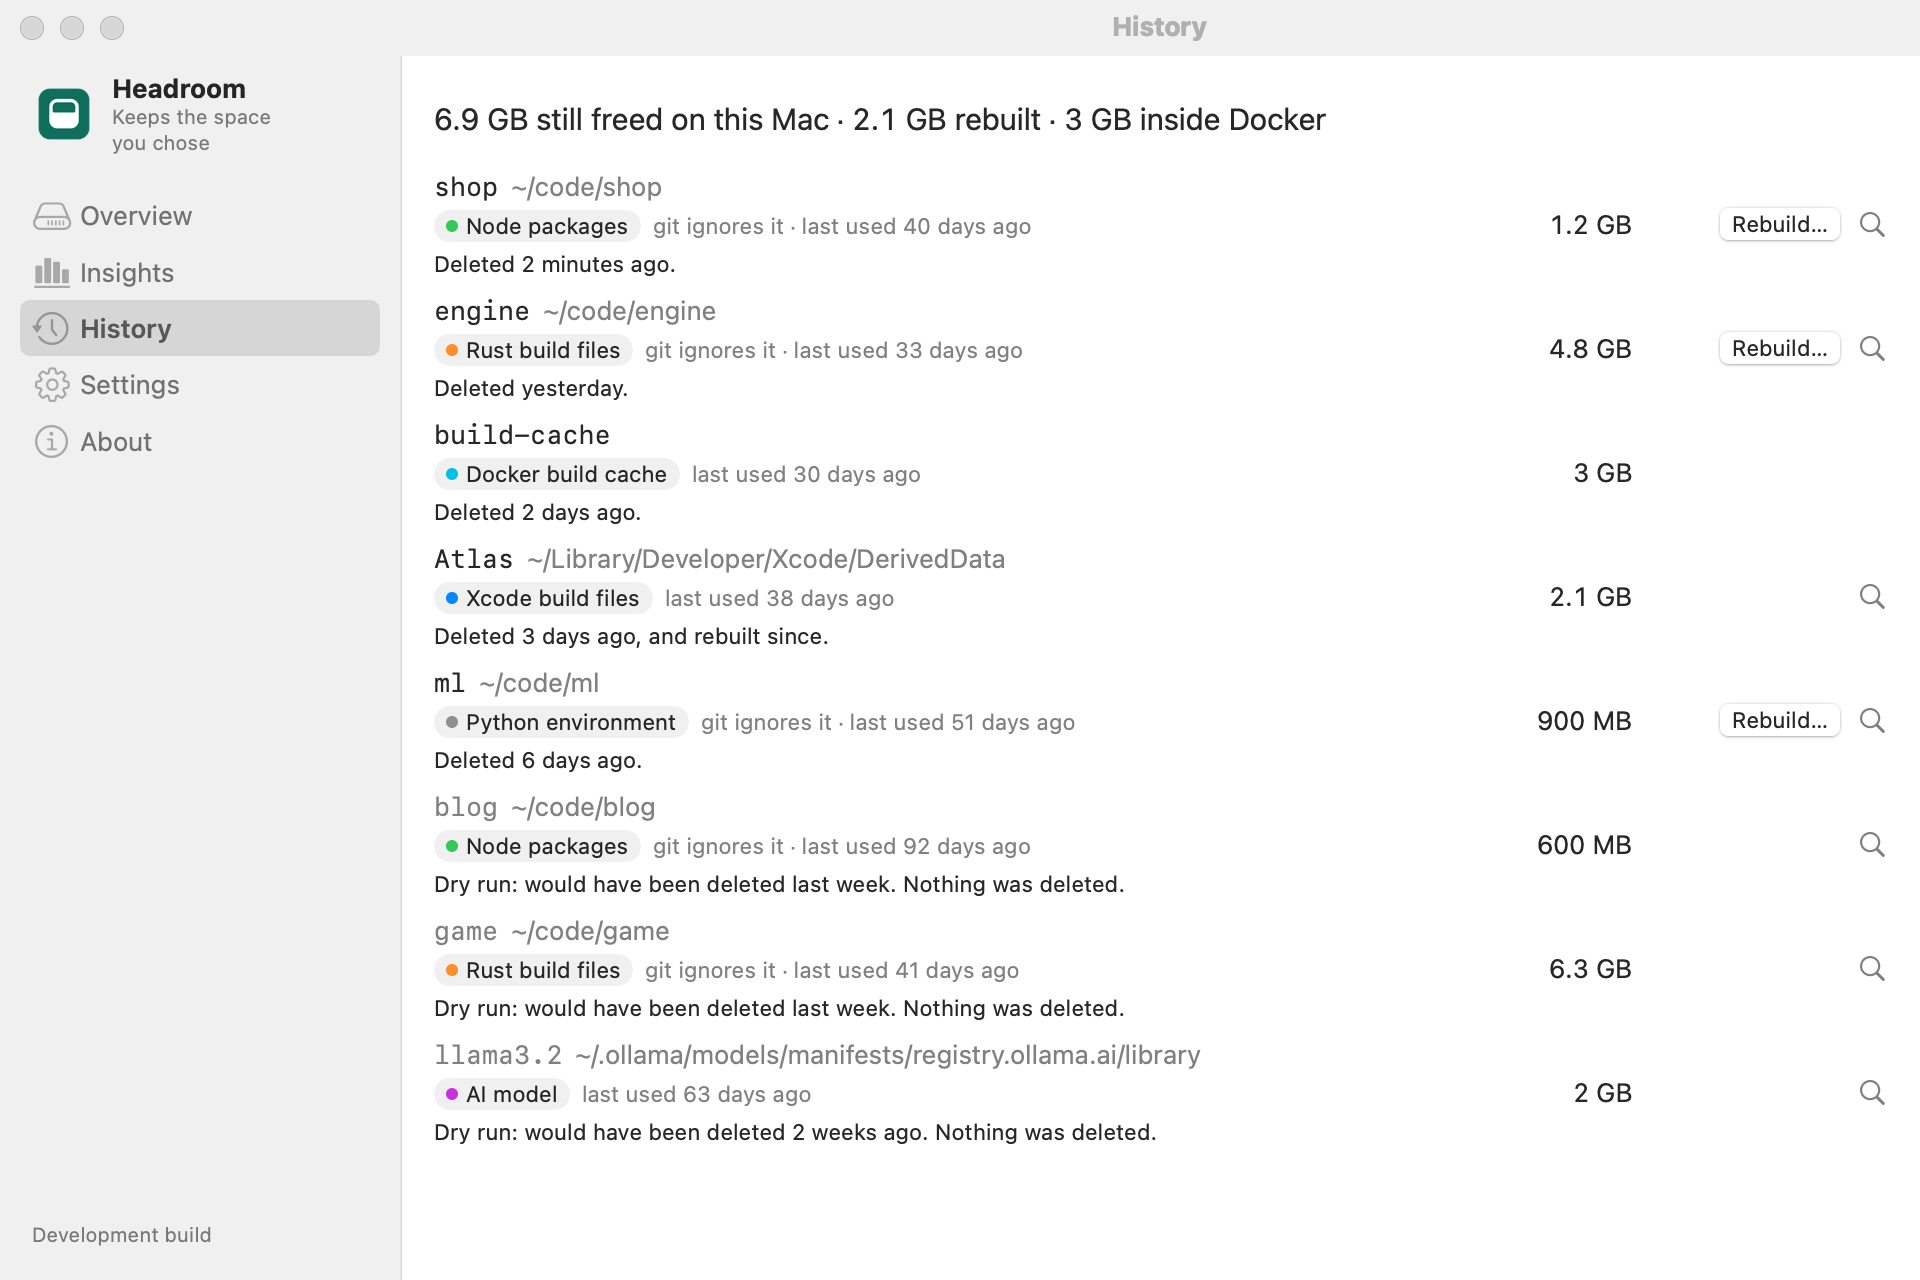 History
Headroom
Keeps the space
you chose
Overview
Insights
History
Settings
About
Development build
6.9 GB still freed on this Mac · 2.1 GB rebuilt · 3 GB inside Docker
shop ~/code/shop
Node packages git ignores it · last used 40 days ago 1.2 GB Rebuild...
Deleted 2 minutes ago.
engine ~/code/engine
Rust build files git ignores it · last used 33 days ago 4.8 GB Rebuild...
Deleted yesterday.
build-cache
Docker build cache last used 30 days ago 3 GB
Deleted 2 days ago.
Atlas ~/Library/Developer/Xcode/DerivedData
Xcode build files last used 38 days ago 2.1 GB
Deleted 3 days ago, and rebuilt since.
ml ~/code/ml
Python environment git ignores it · last used 51 days ago 900 MB Rebuild...
Deleted 6 days ago.
blog ~/code/blog
Node packages git ignores it · last used 92 days ago 600 MB
Dry run: would have been deleted last week. Nothing was deleted.
game ~/code/game
Rust build files git ignores it · last used 41 days ago 6.3 GB
Dry run: would have been deleted last week. Nothing was deleted.
llama3.2 ~/.ollama/models/manifests/registry.ollama.ai/library
AI model last used 63 days ago 2 GB
Dry run: would have been deleted 2 weeks ago. Nothing was deleted.